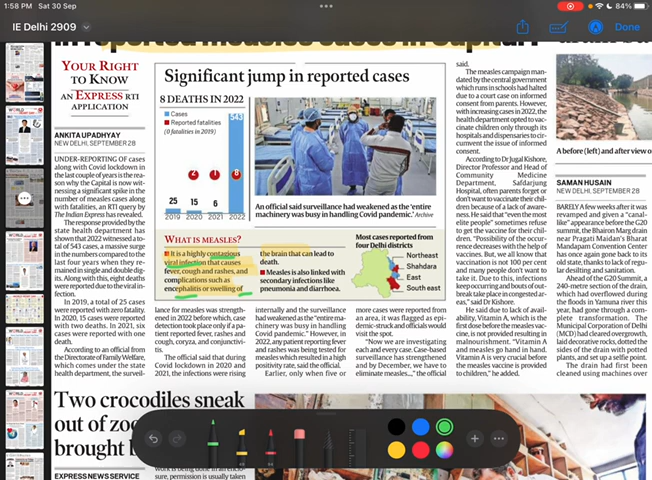 1:58 PM Sat 30 Sep
84%
IE Delhi 2909
Done
in reported measles cases in capital
YOUR RIGHT
TO KNOW
AN EXPRESS RTI
APPLICATION
ANKITA UPADHYAY
NEW DELHI, SEPTEMBER 28
UNDER-REPORTING OF cases
along with Covid lockdown in
the last couple of years is the rea-
son why the Capital is now wit-
nessing a significant spike in the
number of measles cases along
with fatalities, an RTI query by
The Indian Express has revealed.
The response provided by the
state health department has
shown that 2022 witnessed a to-
tal of 543 cases, a massive surge
in the numbers compared to the
last four years when they re-
mained in single and double dig-
its. Along with this, eight deaths
were reported due to the viral in-
fection.
In 2019, a total of 25 cases
were reported with zero fatality.
In 2020, 15 cases were reported
with two deaths. In 2021, six
cases were reported with one
death.
According to an official from
the Directorate of Family Welfare,
which comes under the state
health department, the surveil-
Significant jump in reported cases
8 DEATHS IN 2022
Cases
Reported fatalities
(0 fatalities in 2019)
543
2
1
8
25
15
6
2019 2020 2021 2022
An official said surveillance had weakened as the ‘entire
machinery was busy in handling Covid pandemic.’ Archive
WHAT IS MEASLES?
It is a highly contagious
viral infection that causes
fever, cough and rashes, and
complications such as
encephalitis or swelling of
the brain that can lead to
death.
Measles is also linked with
secondary infections like
pneumonia and diarrhoea.
Most cases reported from
four Delhi districts
Northeast
Shahdara
East
South east
lance for measles was strength-
ened in 2022 before which, case
detection took place only if a pa-
tient reported fever, rashes and
cough, coryza, and conjunctivi-
tis.
The official said that during
Covid lockdown in 2020 and
2021, the infections were rising
internally and the surveillance
had weakened as the “entire ma-
chinery was busy in handling
Covid pandemic”. However, in
2022, any patient reporting fever
and rashes was being tested for
measles which resulted in a high
positivity rate, said the official.
Earlier, only when five or
more cases were reported from
an area, it was flagged as epi-
demic-struck and officials would
visit the spot.
“Now we are investigating
each and every case. Case-based
surveillance has strengthened
and by December, we have to
eliminate measles...,” the official
said.
The measles campaign man-
dated by the central government
which runs in schools had halted
due to a court case on informed
consent from parents. However,
with increasing cases in 2022, the
health department opted to vac-
cinate children only through its
hospitals and dispensaries to cir-
cumvent the issue of informed
consent.
According to Dr Jugal Kishore,
Director Professor and Head of
Community Medicine
Department, Safdarjung
Hospital, often parents forget or
don’t want to vaccinate their chil-
dren because of a lack of aware-
ness. He said that “even the most
elite people” sometimes refuse
to get the vaccine for their chil-
dren. “Possibility of the occur-
rence decreases with the help of
vaccines. But, we all know that
vaccination is not 100 per cent
and many people don’t want to
take it. Due to this, infections
keep occurring and bouts of out-
break take place in congested ar-
eas,” said Dr Kishore.
He said due to lack of aware-
ness, Vitamin A, which is the
first dose before the measles vac-
cine, is not provided resulting in
malnourishment. “Vitamin A
and measles go hand in hand.
Vitamin A is very crucial before
the measles vaccine is provided
to children,” he added.
A before (left) and after view o
SAMAN HUSAIN
NEW DELHI, SEPTEMBER 28
BARELY A few weeks after it was
revamped and given a “canal-
like” appearance before the G20
summit, the Bhairon Marg drain
near Pragati Maidan’s Bharat
Mandapam Convention Center
has once again gone back to its
old state, thanks to lack of regu-
lar desilting and sanitation.
Ahead of the G20 Summit, a
240-metre section of the drain,
which had overflowed during
the floods in Yamuna river this
year, had gone through a com-
plete transformation. The
Municipal Corporation of Delhi
(MCD) had cleared overgrowth,
laid decorative rocks, dotted the
sides of the drain with potted
plants, and set up a selfie point.
The drain had first been
cleaned using machines over
Two crocodiles sneak
out of zoo
brought b
EXPRESS NEWS SERVICE
permission is usually taken